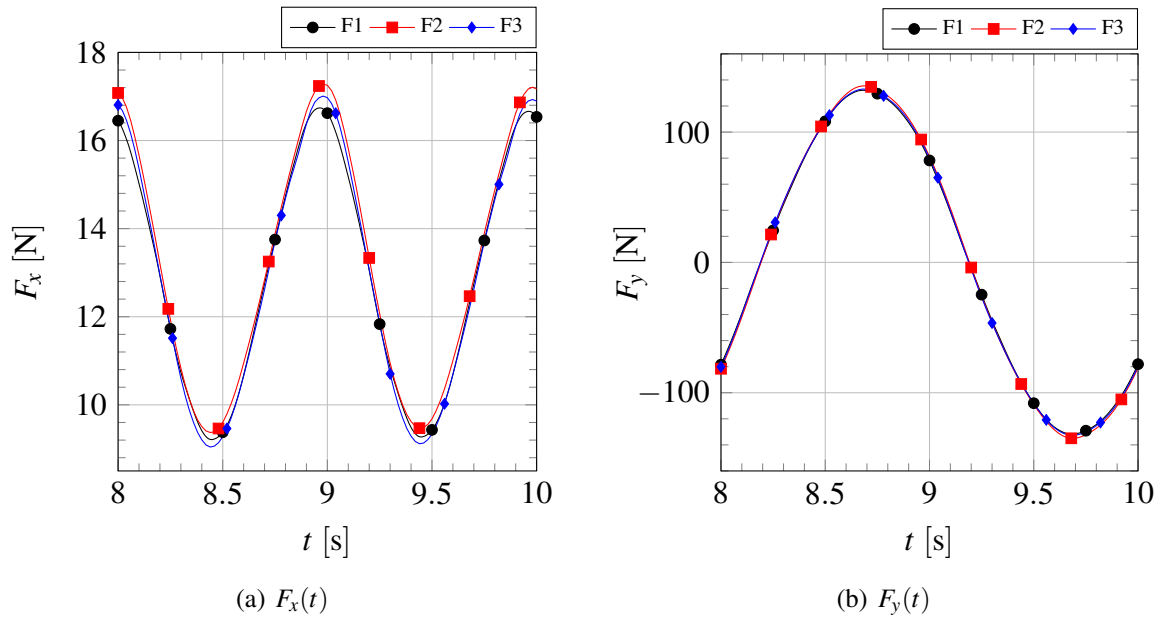 F1 F2 F3
18
16
14
12
10
8 8.5 9 9.5 10
F_x [N]
t [s]
(a) F_x(t)
F1 F2 F3
100
0
−100
8 8.5 9 9.5 10
F_y [N]
t [s]
(b) F_y(t)